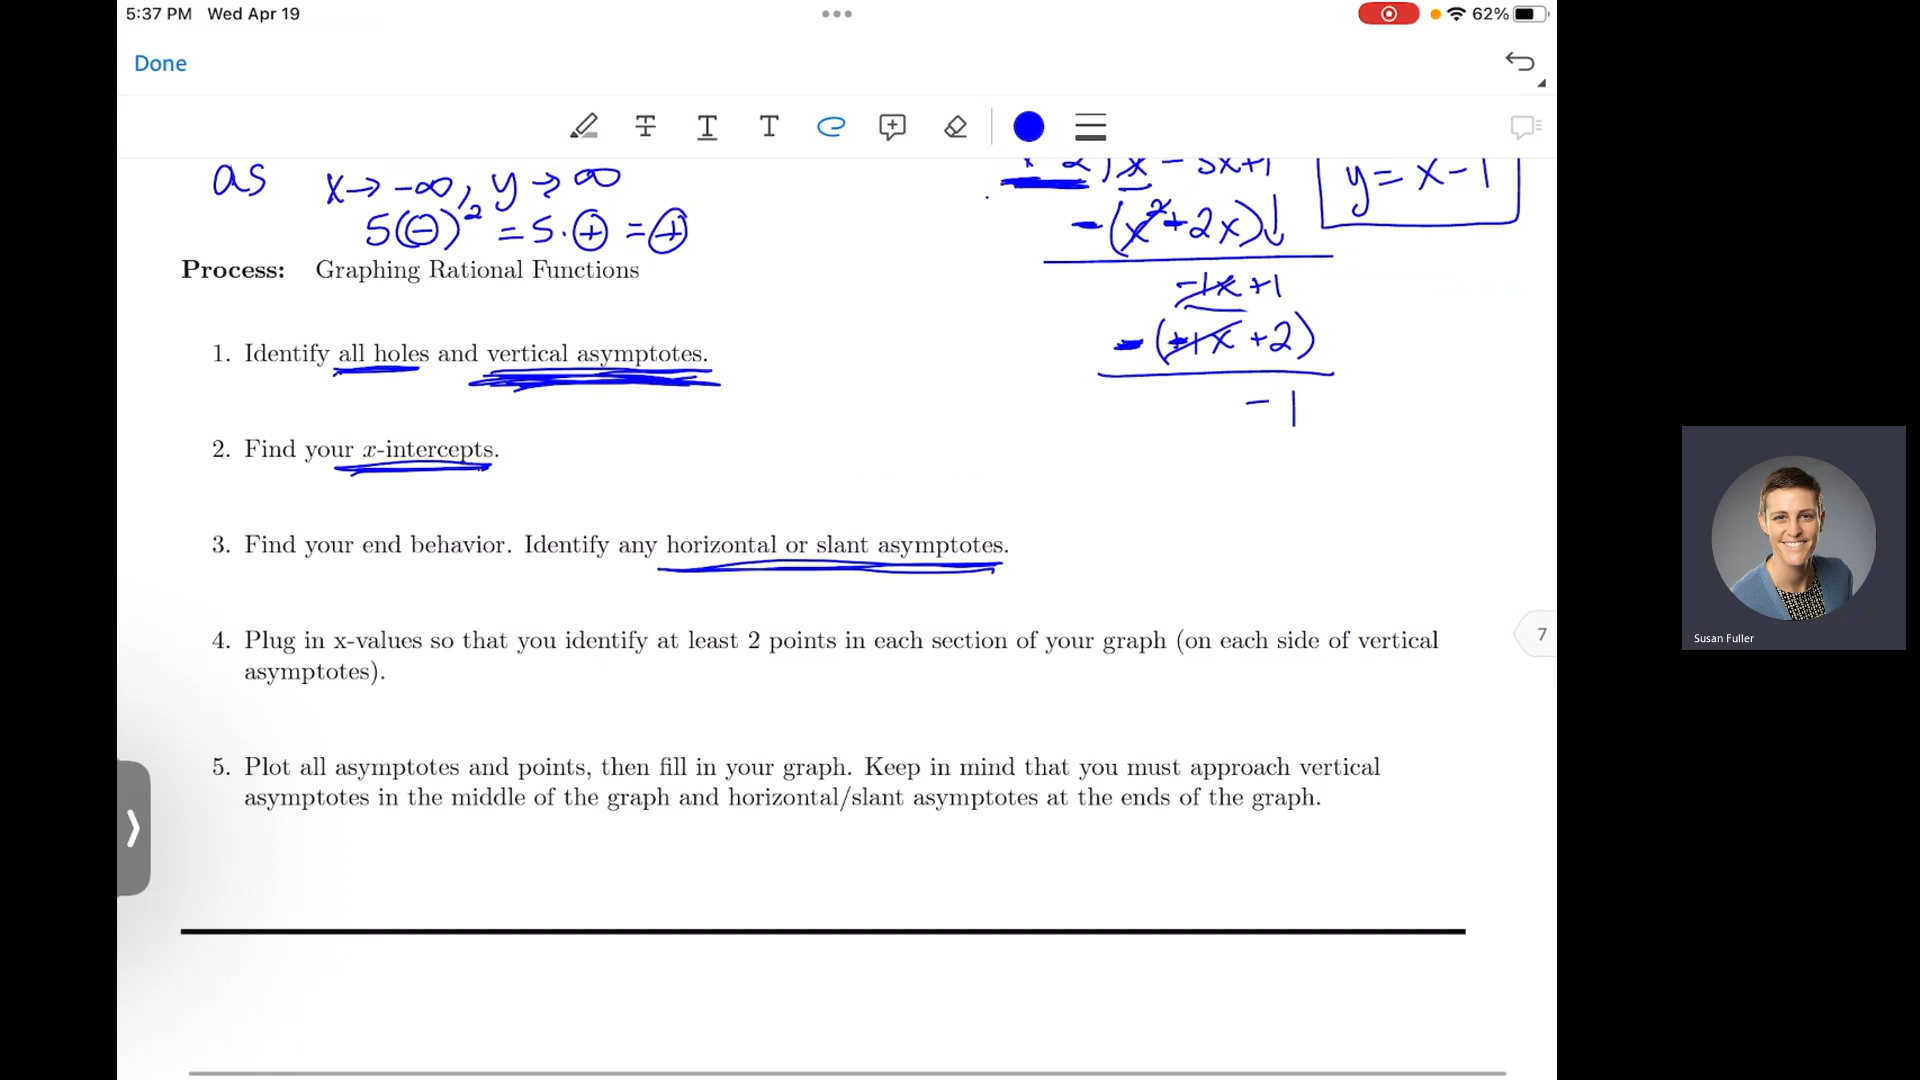 5:37 PM Wed Apr 19
62%
Done
as x→ -∞, y → ∞
5(-)² = 5·(+) = (+)
y = x - 1
- 3x+1
-(x²+2x)↓
-1x +1
-(-1x +2)
-1
Process: Graphing Rational Functions
1. Identify all holes and vertical asymptotes.
2. Find your x-intercepts.
3. Find your end behavior. Identify any horizontal or slant asymptotes.
4. Plug in x-values so that you identify at least 2 points in each section of your graph (on each side of vertical
asymptotes).
5. Plot all asymptotes and points, then fill in your graph. Keep in mind that you must approach vertical
asymptotes in the middle of the graph and horizontal/slant asymptotes at the ends of the graph.
7
Susan Fuller